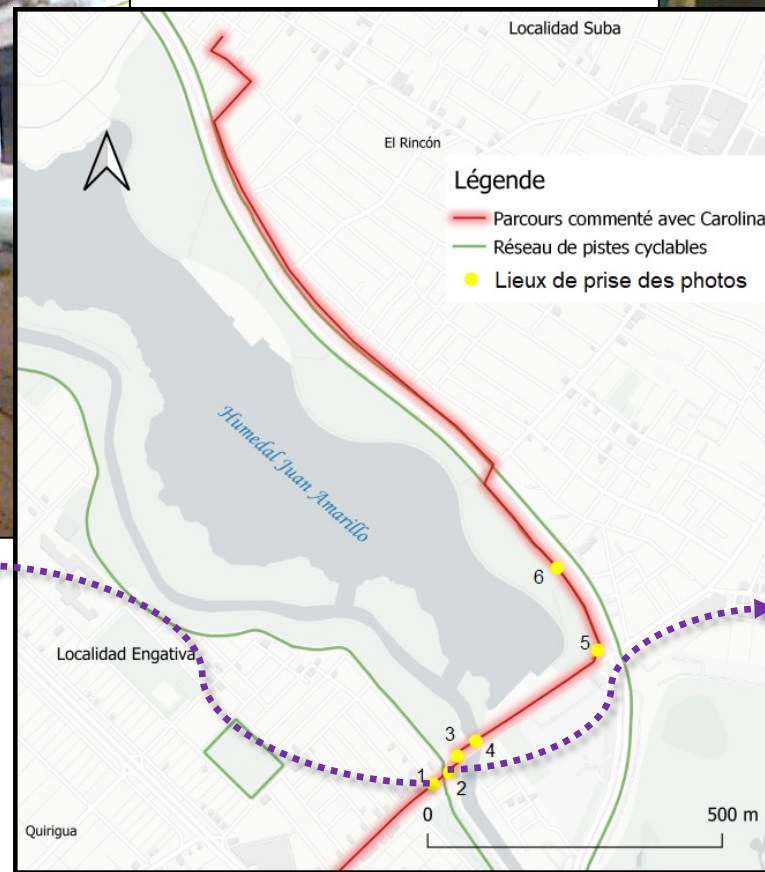 Localidad Suba
El Rincón
Légende
Parcours commenté avec Carolina
Réseau de pistes cyclables
Lieux de prise des photos
Humedal Juan Amarillo
6
5
Localidad Engativa
3
4
1
2
0
500 m
Quirigua